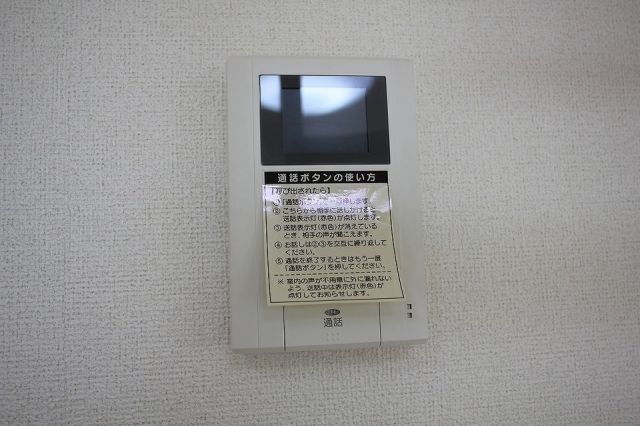 通話ボタンの使い方
【呼び出されたら】
①「通話ボタン」を一度押します。
②こちらから相手に話しかけると、
送話表示灯(赤色)が点灯します。
③送話表示灯(赤色)が消えている
とき、相手の声が聞こえます。
④お話しは②③を交互に繰り返して
ください。
⑤通話を終了するときはもう一度
「通話ボタン」を押してください。
※室内の声が不用意に外に漏れない
よう、送話中は表示灯(赤色)が
点灯してお知らせします。
通話